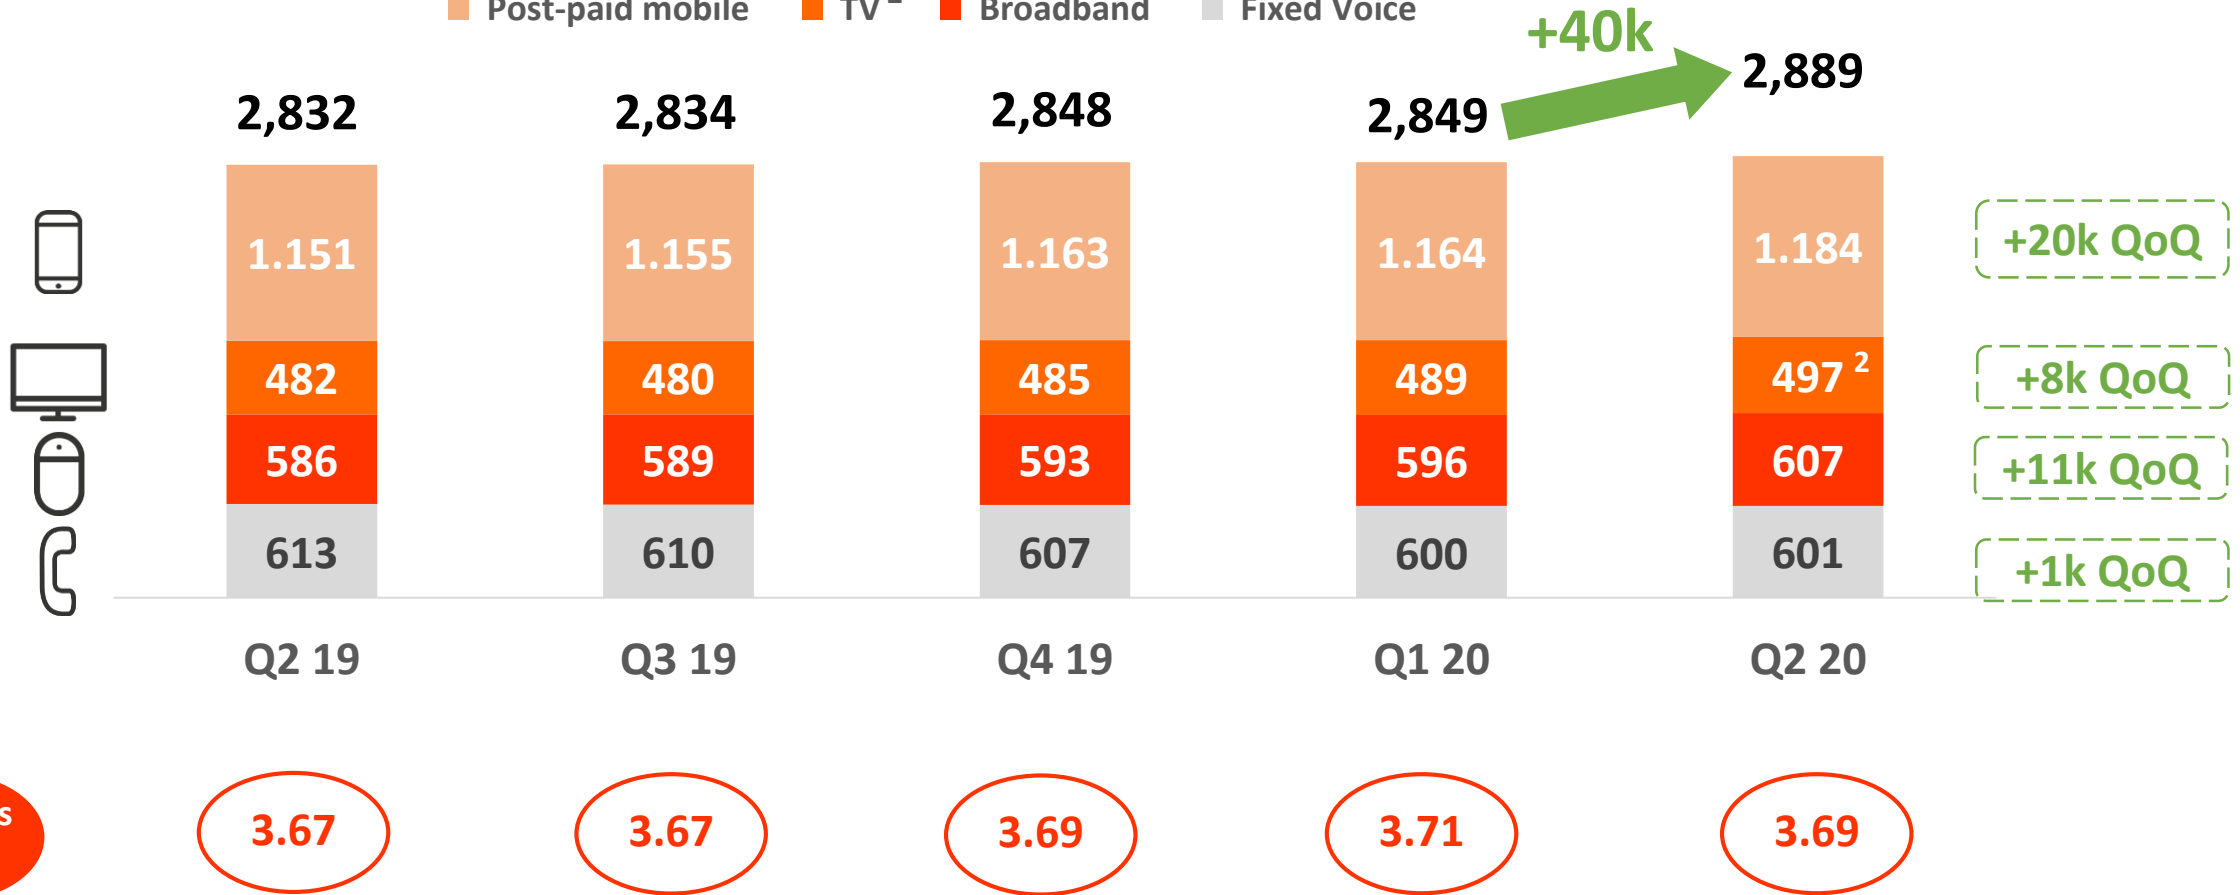 Post-paid mobile TV Broadband Fixed Voice
+40k
2,832 2,834 2,848 2,849 2,889
1.151 1.155 1.163 1.164 1.184 +20k QoQ
482 480 485 489 497 2 +8k QoQ
586 589 593 596 607 +11k QoQ
613 610 607 600 601 +1k QoQ
Q2 19 Q3 19 Q4 19 Q1 20 Q2 20
3.67 3.67 3.69 3.71 3.69